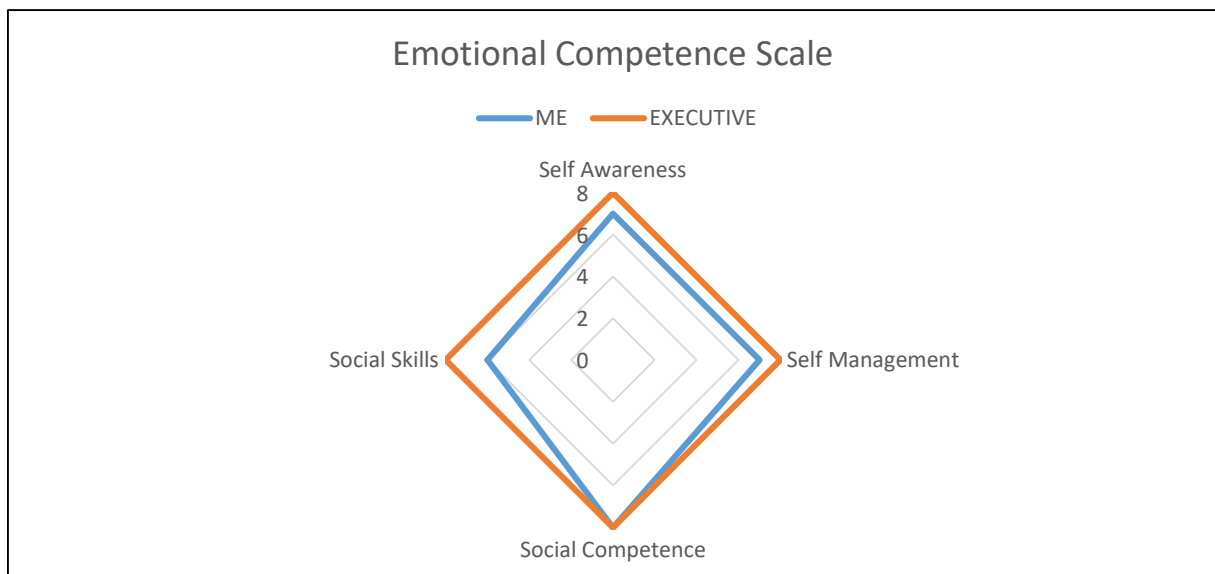 Emotional Competence Scale
ME EXECUTIVE
Self Awareness
8
6
4
2
0
Social Skills
Self Management
Social Competence